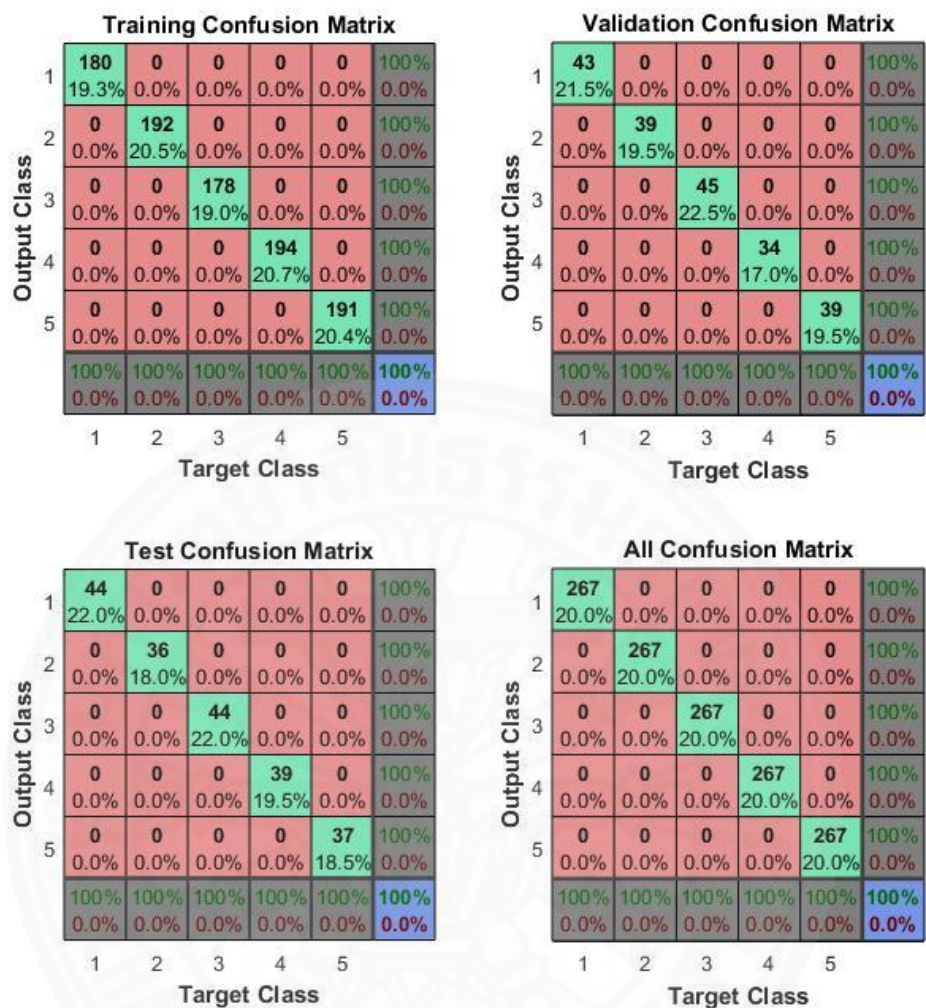 Training Confusion Matrix
1 180 0 0 0 0 100%
19.3% 0.0% 0.0% 0.0% 0.0% 0.0%
2 0 192 0 0 0 100%
0.0% 20.5% 0.0% 0.0% 0.0% 0.0%
3 0 0 178 0 0 100%
0.0% 0.0% 19.0% 0.0% 0.0% 0.0%
4 0 0 0 194 0 100%
0.0% 0.0% 0.0% 20.7% 0.0% 0.0%
5 0 0 0 0 191 100%
0.0% 0.0% 0.0% 0.0% 20.4% 0.0%
100% 100% 100% 100% 100% 100%
0.0% 0.0% 0.0% 0.0% 0.0% 0.0%
1 2 3 4 5
Target Class
Output Class
Validation Confusion Matrix
1 43 0 0 0 0 100%
21.5% 0.0% 0.0% 0.0% 0.0% 0.0%
2 0 39 0 0 0 100%
0.0% 19.5% 0.0% 0.0% 0.0% 0.0%
3 0 0 45 0 0 100%
0.0% 0.0% 22.5% 0.0% 0.0% 0.0%
4 0 0 0 34 0 100%
0.0% 0.0% 0.0% 17.0% 0.0% 0.0%
5 0 0 0 0 39 100%
0.0% 0.0% 0.0% 0.0% 19.5% 0.0%
100% 100% 100% 100% 100% 100%
0.0% 0.0% 0.0% 0.0% 0.0% 0.0%
1 2 3 4 5
Target Class
Output Class
Test Confusion Matrix
1 44 0 0 0 0 100%
22.0% 0.0% 0.0% 0.0% 0.0% 0.0%
2 0 36 0 0 0 100%
0.0% 18.0% 0.0% 0.0% 0.0% 0.0%
3 0 0 44 0 0 100%
0.0% 0.0% 22.0% 0.0% 0.0% 0.0%
4 0 0 0 39 0 100%
0.0% 0.0% 0.0% 19.5% 0.0% 0.0%
5 0 0 0 0 37 100%
0.0% 0.0% 0.0% 0.0% 18.5% 0.0%
100% 100% 100% 100% 100% 100%
0.0% 0.0% 0.0% 0.0% 0.0% 0.0%
1 2 3 4 5
Target Class
Output Class
All Confusion Matrix
1 267 0 0 0 0 100%
20.0% 0.0% 0.0% 0.0% 0.0% 0.0%
2 0 267 0 0 0 100%
0.0% 20.0% 0.0% 0.0% 0.0% 0.0%
3 0 0 267 0 0 100%
0.0% 0.0% 20.0% 0.0% 0.0% 0.0%
4 0 0 0 267 0 100%
0.0% 0.0% 0.0% 20.0% 0.0% 0.0%
5 0 0 0 0 267 100%
0.0% 0.0% 0.0% 0.0% 20.0% 0.0%
100% 100% 100% 100% 100% 100%
0.0% 0.0% 0.0% 0.0% 0.0% 0.0%
1 2 3 4 5
Target Class
Output Class